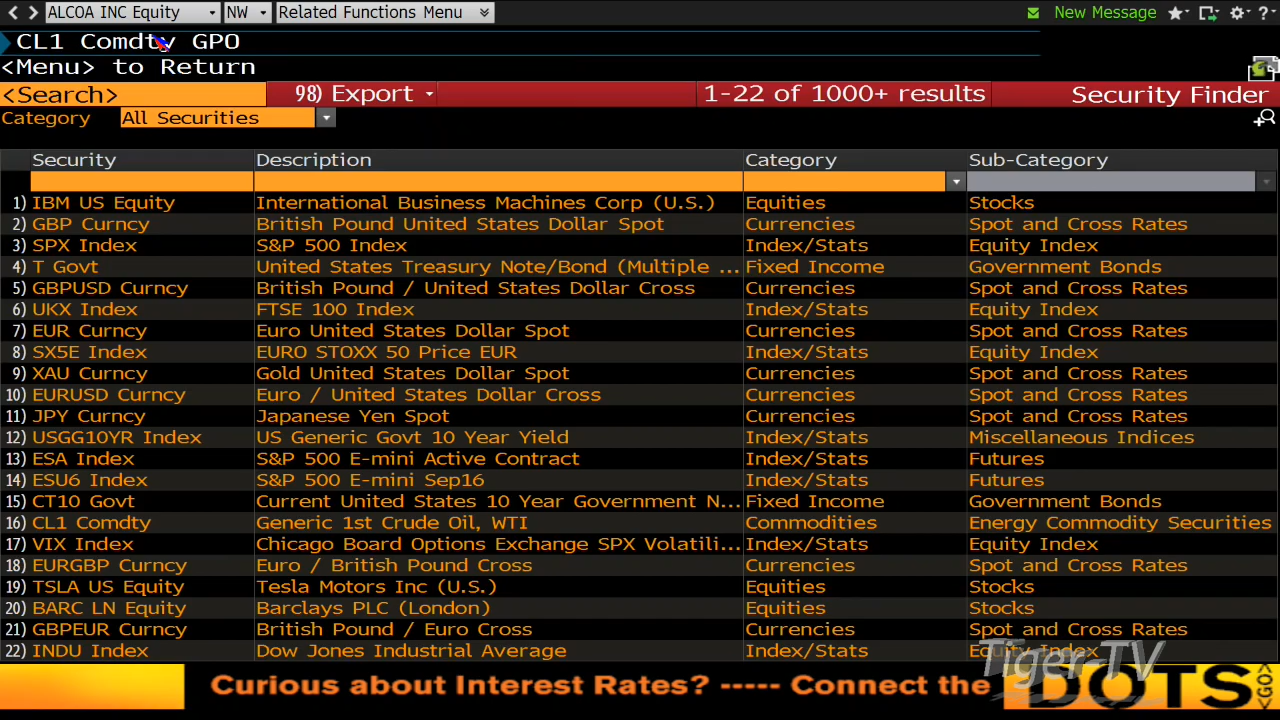 ALCOA INC Equity NW Related Functions Menu New Message
CL1 Comdty GPO
<Menu> to Return
<Search> 98) Export 1-22 of 1000+ results Security Finder
Category All Securities
Security Description Category Sub-Category
1) IBM US Equity International Business Machines Corp (U.S.) Equities Stocks
2) GBP Curncy British Pound United States Dollar Spot Currencies Spot and Cross Rates
3) SPX Index S&P 500 Index Index/Stats Equity Index
4) T Govt United States Treasury Note/Bond (Multiple ... Fixed Income Government Bonds
5) GBPUSD Curncy British Pound / United States Dollar Cross Currencies Spot and Cross Rates
6) UKX Index FTSE 100 Index Index/Stats Equity Index
7) EUR Curncy Euro United States Dollar Spot Currencies Spot and Cross Rates
8) SX5E Index EURO STOXX 50 Price EUR Index/Stats Equity Index
9) XAU Curncy Gold United States Dollar Spot Currencies Spot and Cross Rates
10) EURUSD Curncy Euro / United States Dollar Cross Currencies Spot and Cross Rates
11) JPY Curncy Japanese Yen Spot Currencies Spot and Cross Rates
12) USGG10YR Index US Generic Govt 10 Year Yield Index/Stats Miscellaneous Indices
13) ESA Index S&P 500 E-mini Active Contract Index/Stats Futures
14) ESU6 Index S&P 500 E-mini Sep16 Index/Stats Futures
15) CT10 Govt Current United States 10 Year Government N... Fixed Income Government Bonds
16) CL1 Comdty Generic 1st Crude Oil, WTI Commodities Energy Commodity Securities
17) VIX Index Chicago Board Options Exchange SPX Volatili... Index/Stats Equity Index
18) EURGBP Curncy Euro / British Pound Cross Currencies Spot and Cross Rates
19) TSLA US Equity Tesla Motors Inc (U.S.) Equities Stocks
20) BARC LN Equity Barclays PLC (London) Equities Stocks
21) GBPEUR Curncy British Pound / Euro Cross Currencies Spot and Cross Rates
22) INDU Index Dow Jones Industrial Average Index/Stats Equity Index
Tiger-TV
Curious about Interest Rates? ----- Connect the DOTS <GO>